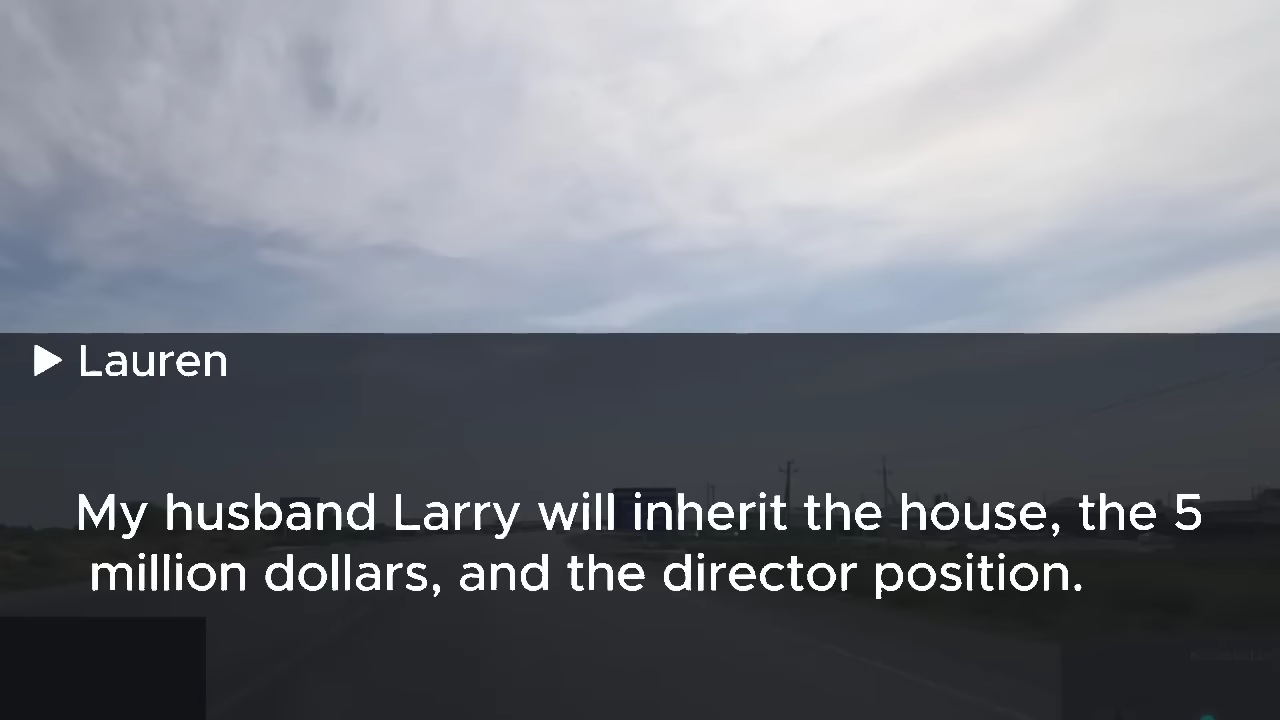 ▶ Lauren
My husband Larry will inherit the house, the 5
million dollars, and the director position.